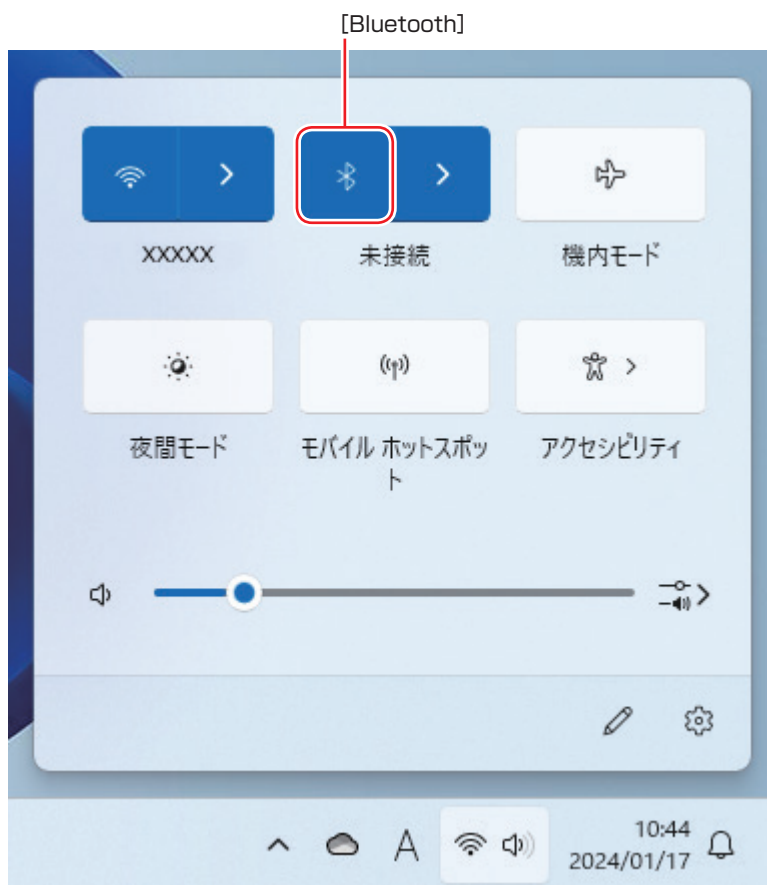 [Bluetooth]
XXXXX
未接続
機内モード
夜間モード
モバイル ホットスポッ
ト
アクセシビリティ
A
10:44
2024/01/17